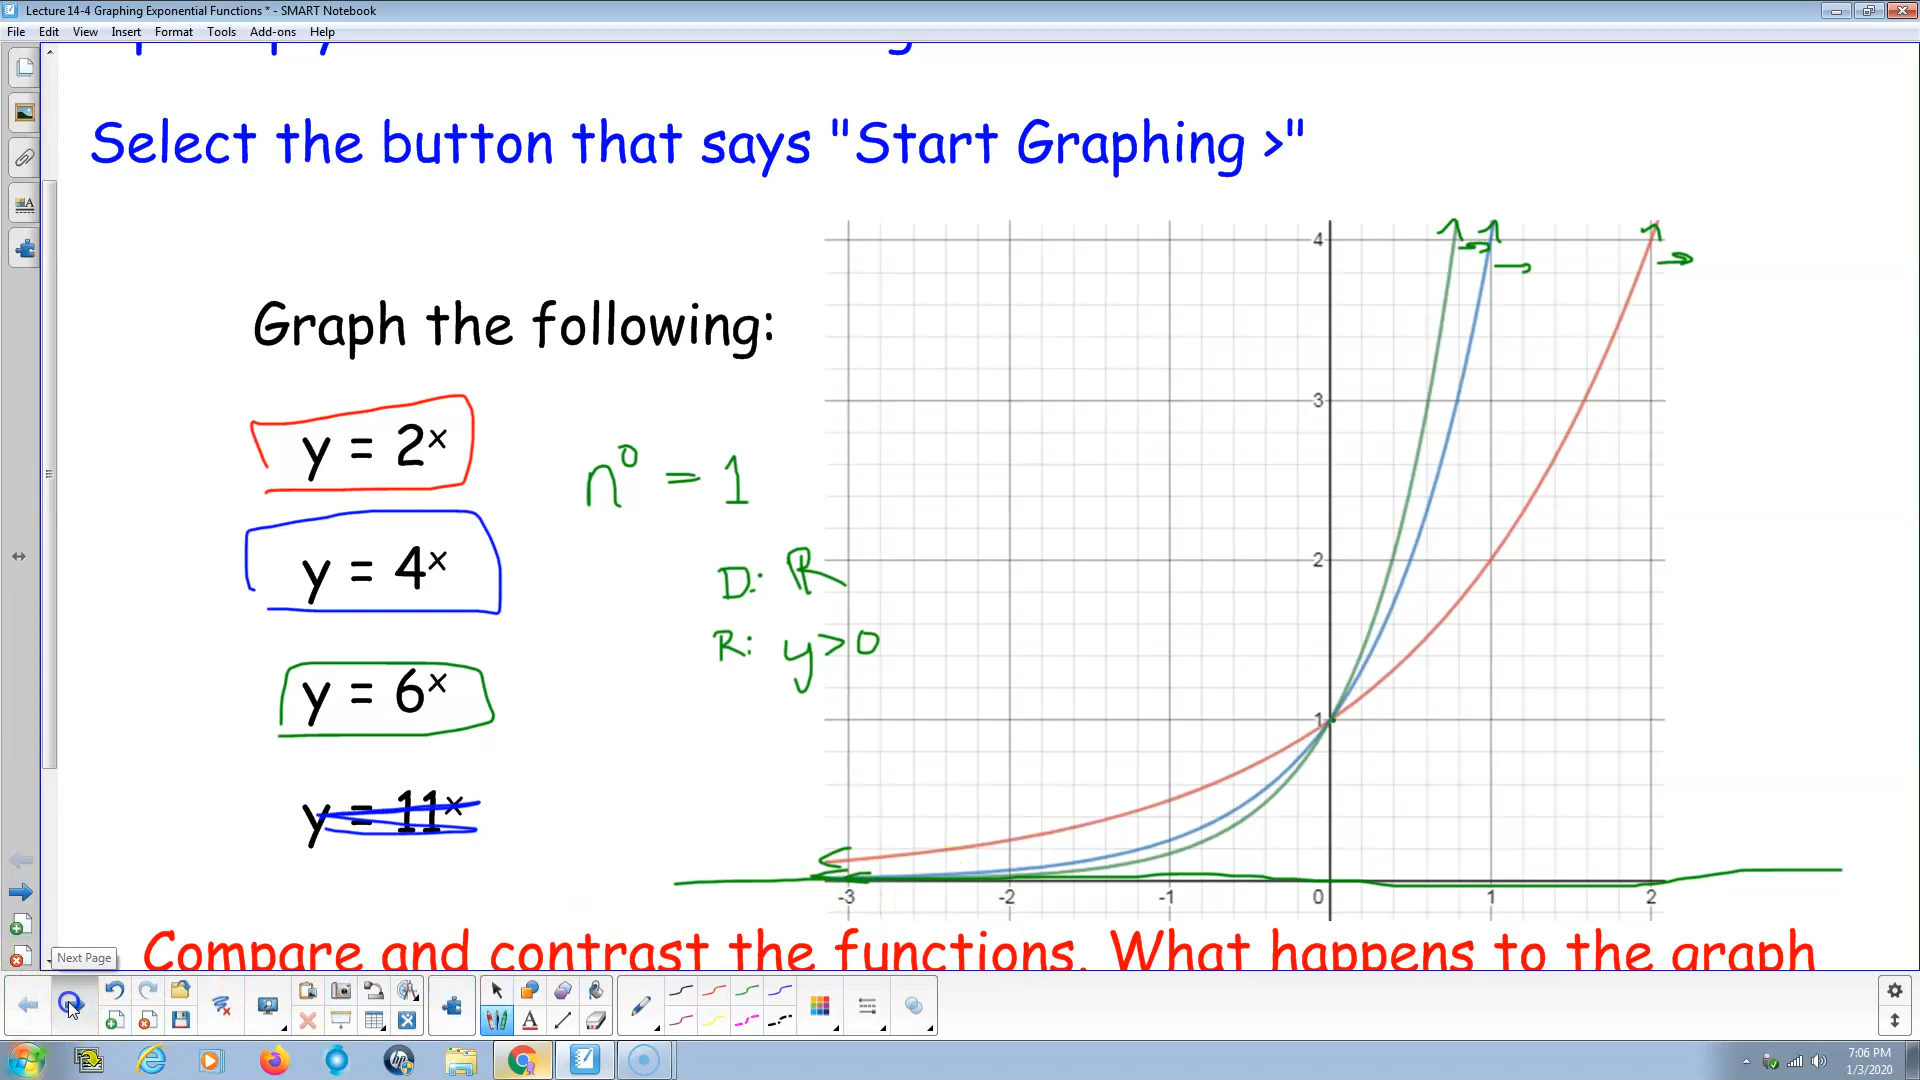 Lecture 14-4 Graphing Exponential Functions * - SMART Notebook
File Edit View Insert Format Tools Add-ons Help
Select the button that says "Start Graphing >"
Graph the following:
y = 2ˣ
y = 4ˣ
y = 6ˣ
y = 11ˣ
n⁰ = 1
D: ℝ
R: y>0
4
3
2
1
-3 -2 -1 0 1 2
Compare and contrast the functions. What happens to the graph
Next Page
7:06 PM
1/3/2020